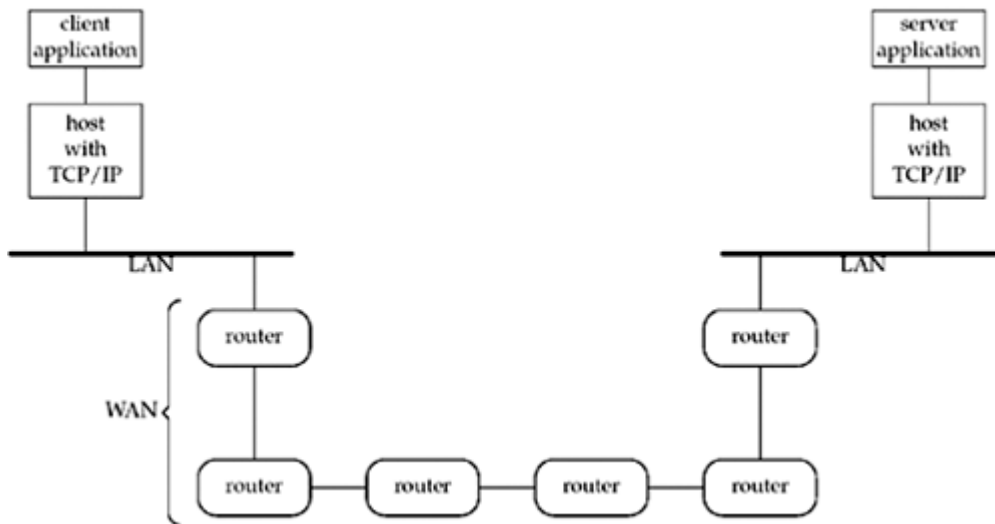 client
application
server
application
host
with
TCP/IP
host
with
TCP/IP
LAN
LAN
router
router
WAN
router
router
router
router